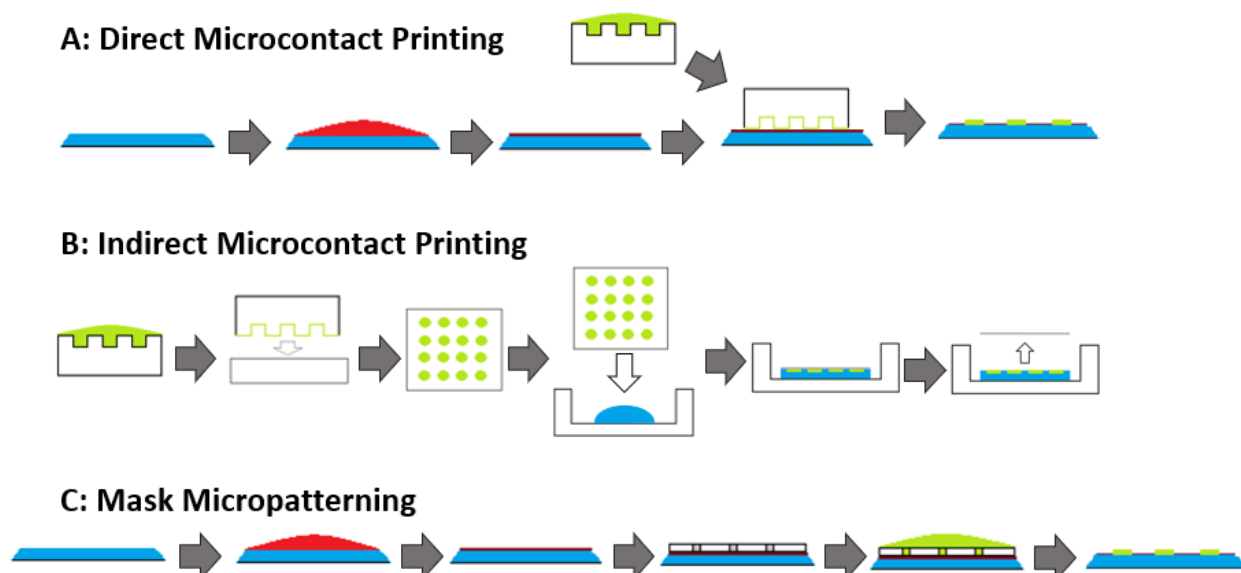 A: Direct Microcontact Printing
B: Indirect Microcontact Printing
C: Mask Micropatterning